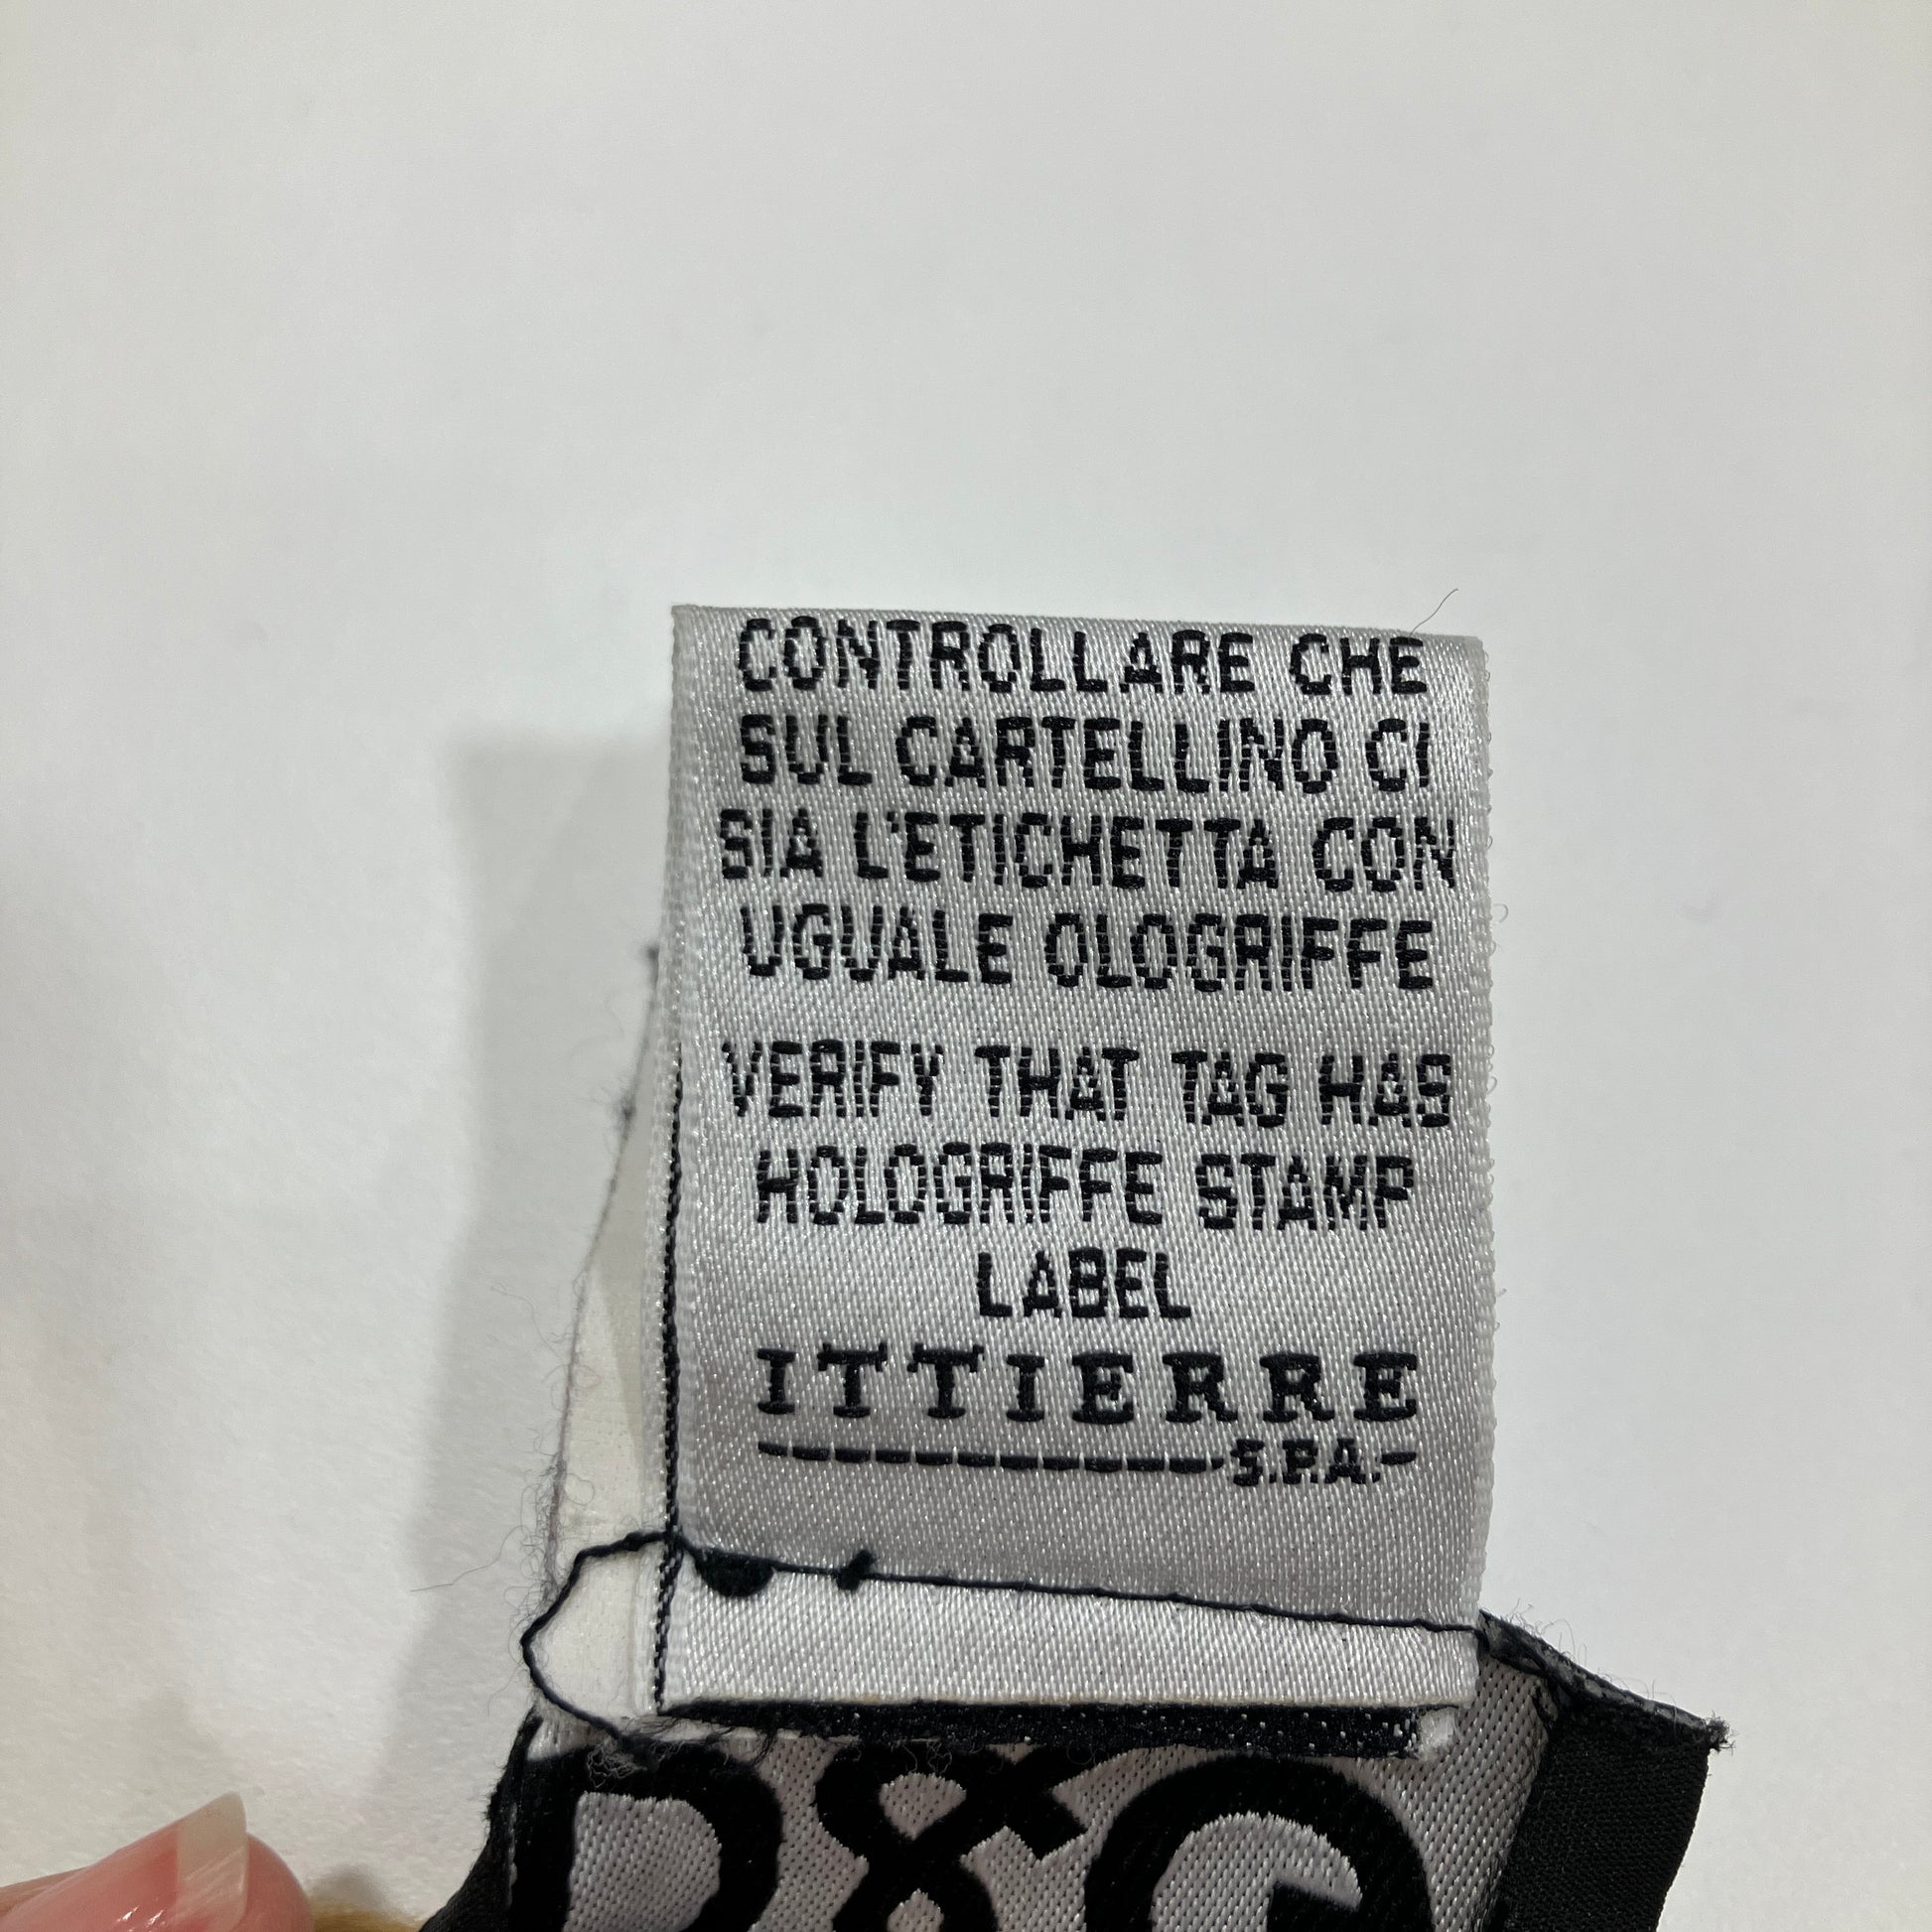 CONTROLLARE CHE
SUL CARTELLINO CI
SIA L'ETICHETTA CON
UGUALE OLOGRIFFE
VERIFY THAT TAG HAS
HOLOGRIFFE STAMP
LABEL
ITTIERRE
S.P.A.
D&G